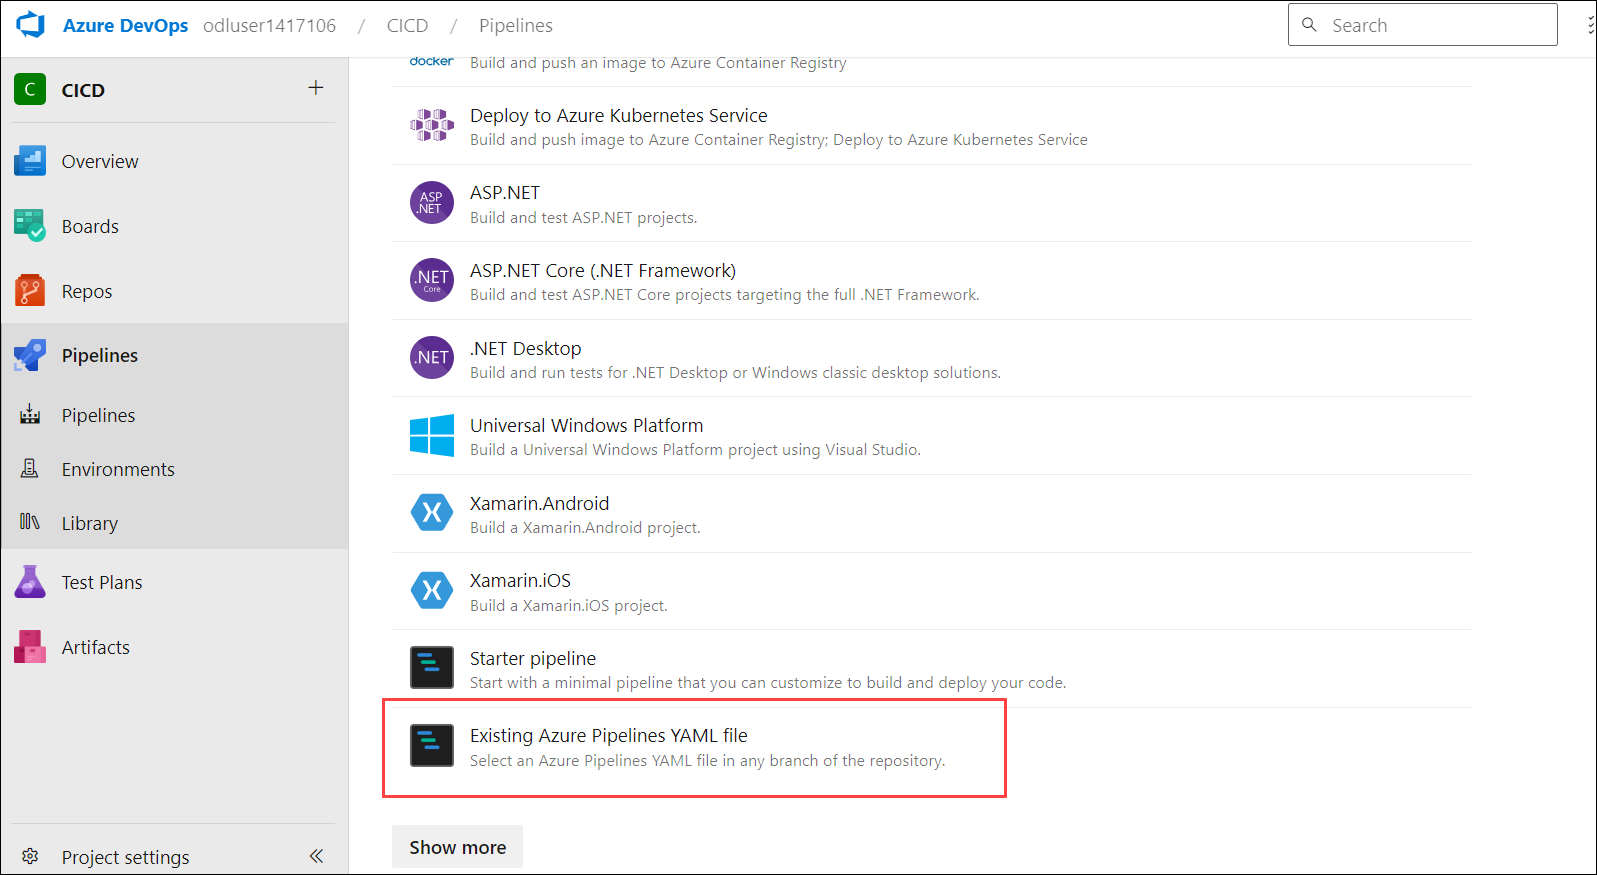 Azure DevOps odluser1417106 / CICD / Pipelines
Search
C CICD +
Overview
Boards
Repos
Pipelines
Pipelines
Environments
Library
Test Plans
Artifacts
Project settings
docker
Build and push an image to Azure Container Registry
Deploy to Azure Kubernetes Service
Build and push image to Azure Container Registry; Deploy to Azure Kubernetes Service
ASP
.NET
ASP.NET
Build and test ASP.NET projects.
.NET
Core
ASP.NET Core (.NET Framework)
Build and test ASP.NET Core projects targeting the full .NET Framework.
.NET
.NET Desktop
Build and run tests for .NET Desktop or Windows classic desktop solutions.
Universal Windows Platform
Build a Universal Windows Platform project using Visual Studio.
Xamarin.Android
Build a Xamarin.Android project.
Xamarin.iOS
Build a Xamarin.iOS project.
Starter pipeline
Start with a minimal pipeline that you can customize to build and deploy your code.
Existing Azure Pipelines YAML file
Select an Azure Pipelines YAML file in any branch of the repository.
Show more